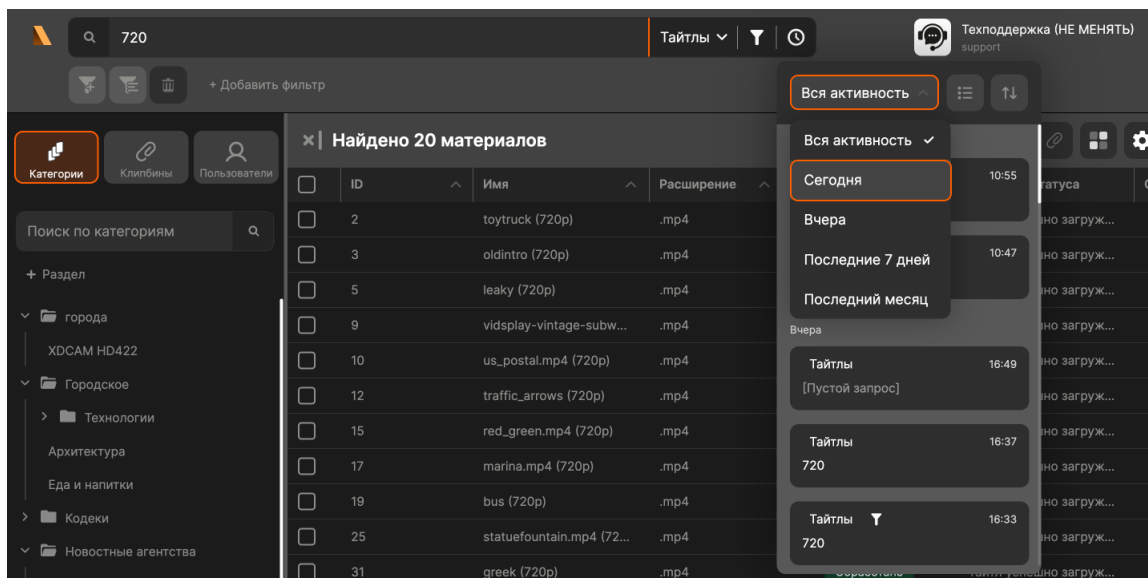 720
Тайтлы
Техподдержка (НЕ МЕНЯТЬ)
support
+ Добавить фильтр
Вся активность
Вся активность
Сегодня
Вчера
Последние 7 дней
Последний месяц
10:55
10:47
Вчера
Тайтлы 16:49
[Пустой запрос]
Тайтлы 16:37
720
Тайтлы 16:33
720
Категории
Клипбины
Пользователи
Поиск по категориям
+ Раздел
города
XDCAM HD422
Городское
Технологии
Архитектура
Еда и напитки
Кодеки
Новостные агентства
Найдено 20 материалов
ID Имя Расширение
2 toytruck (720p) .mp4
3 oldintro (720p) .mp4
5 leaky (720p) .mp4
9 vidsplay-vintage-subw... .mp4
10 us_postal.mp4 (720p) .mp4
12 traffic_arrows (720p) .mp4
15 red_green.mp4 (720p) .mp4
17 marina.mp4 (720p) .mp4
19 bus (720p) .mp4
25 statuefountain.mp4 (72... .mp4
31 greek (720p) .mp4